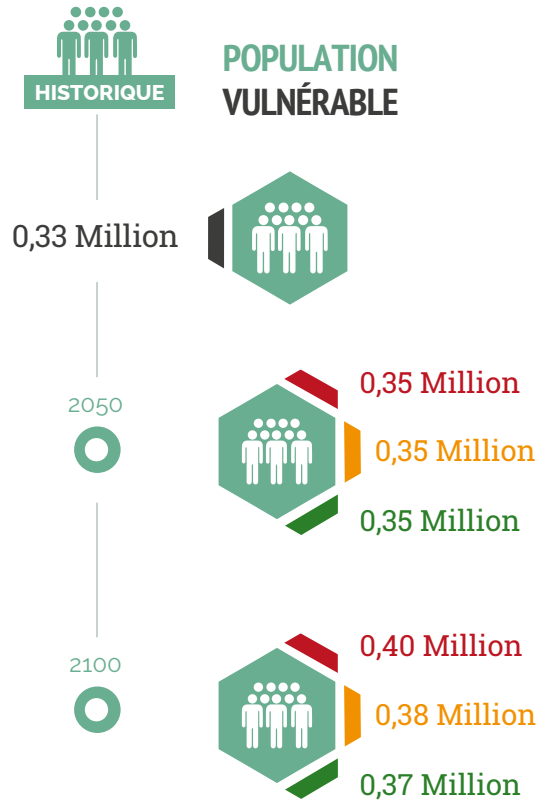 HISTORIQUE
POPULATION
VULNÉRABLE
0,33 Million
2050
0,35 Million
0,35 Million
0,35 Million
2100
0,40 Million
0,38 Million
0,37 Million